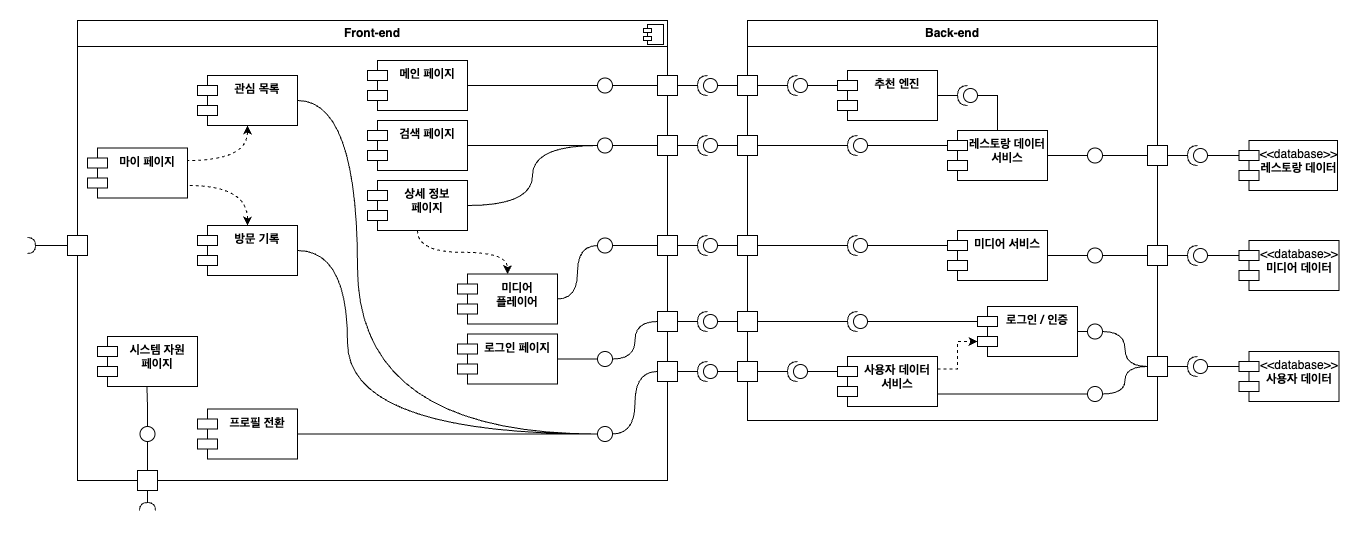 Front-end
관심 목록
마이 페이지
방문 기록
시스템 자원
페이지
프로필 전환
메인 페이지
검색 페이지
상세 정보
페이지
미디어
플레이어
로그인 페이지
Back-end
추천 엔진
레스토랑 데이터
서비스
미디어 서비스
로그인 / 인증
사용자 데이터
서비스
<<database>>
레스토랑 데이터
<<database>>
미디어 데이터
<<database>>
사용자 데이터